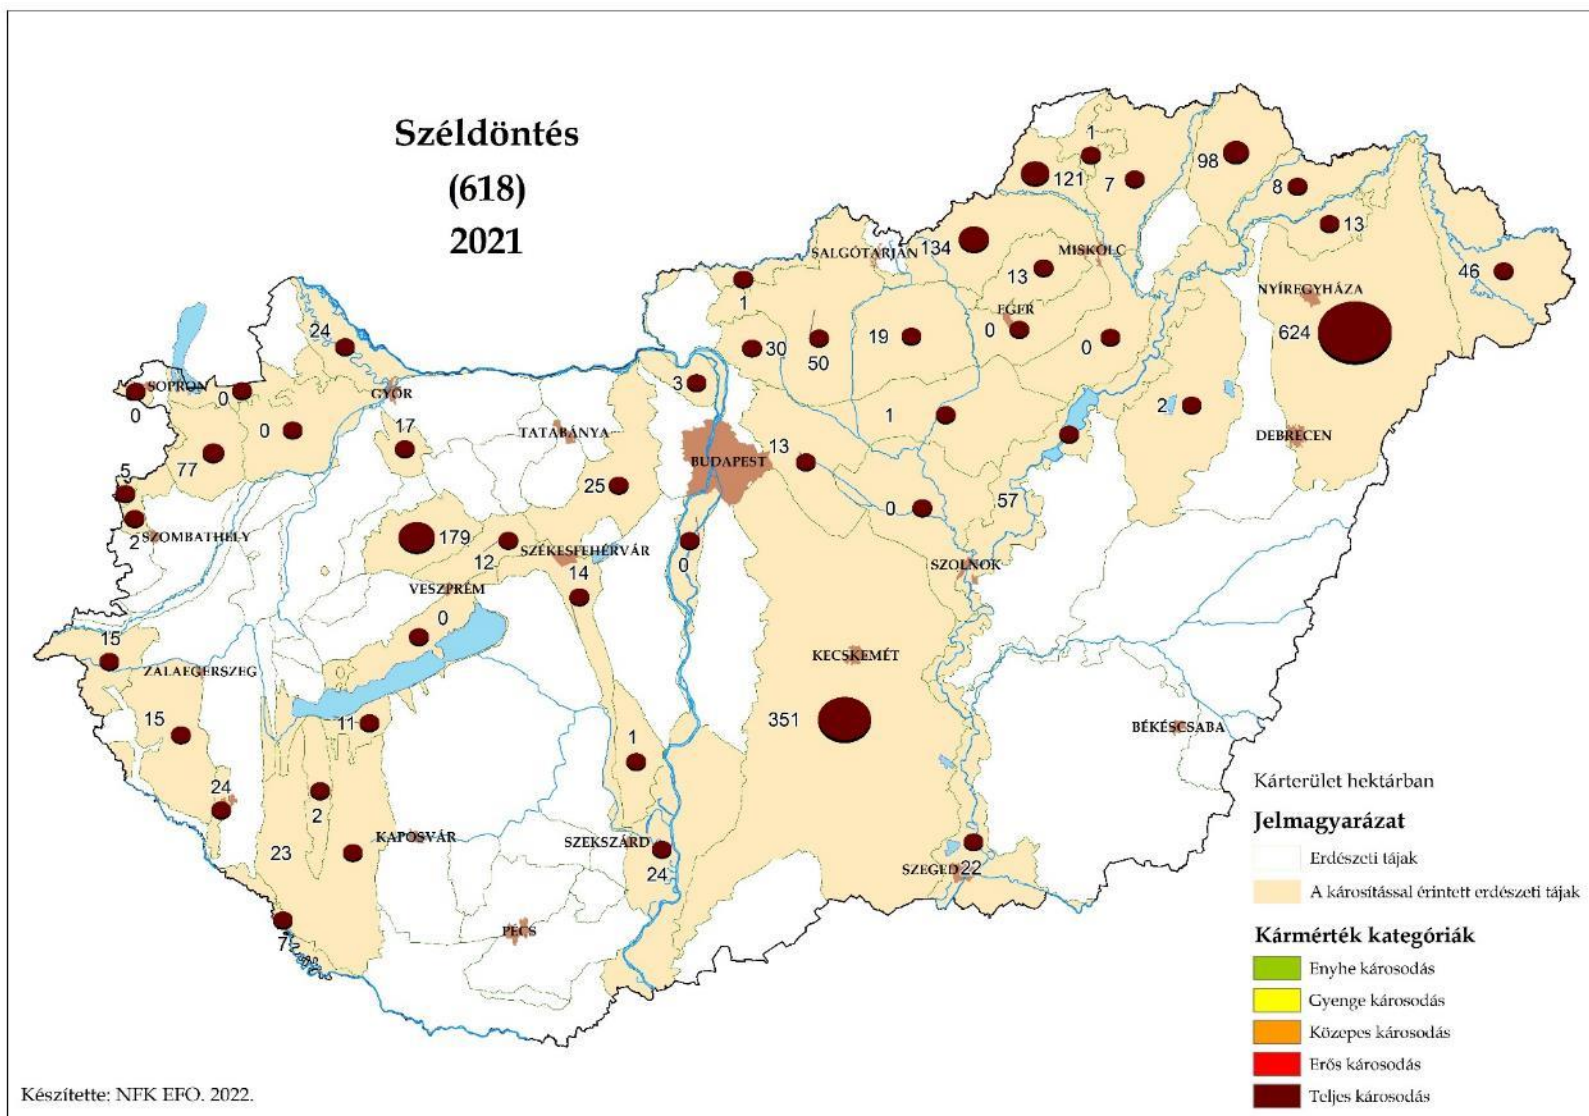 Széldöntés
(618)
2021
1
98
121
7
8
13
SALGÓTARJÁN
134
MISKOLC
13
46
NYÍREGYHÁZA
1
EGER
24
30
50
19
0
0
624
SOPRON
0
0
GYŐR
3
2
0
17
TATABÁNYA
1
DEBRECEN
77
BUDAPEST
13
5
25
0
57
2
SZOMBATHELY
179
12
SZÉKESFEHÉRVÁR
14
0
SZOLNOK
VESZPRÉM
0
15
ZALAEGERSZEG
KECSKEMÉT
15
11
351
BÉKÉSCSABA
1
24
2
23
KAPOSVÁR
SZEKSZÁRD
24
SZEGED
22
7
PÉCS
Kárterület hektárban
Jelmagyarázat
Erdészeti tájak
A károsítással érintett erdészeti tájak
Kármérték kategóriák
Enyhe károsodás
Gyenge károsodás
Közepes károsodás
Erős károsodás
Teljes károsodás
Készítette: NFK EFO. 2022.